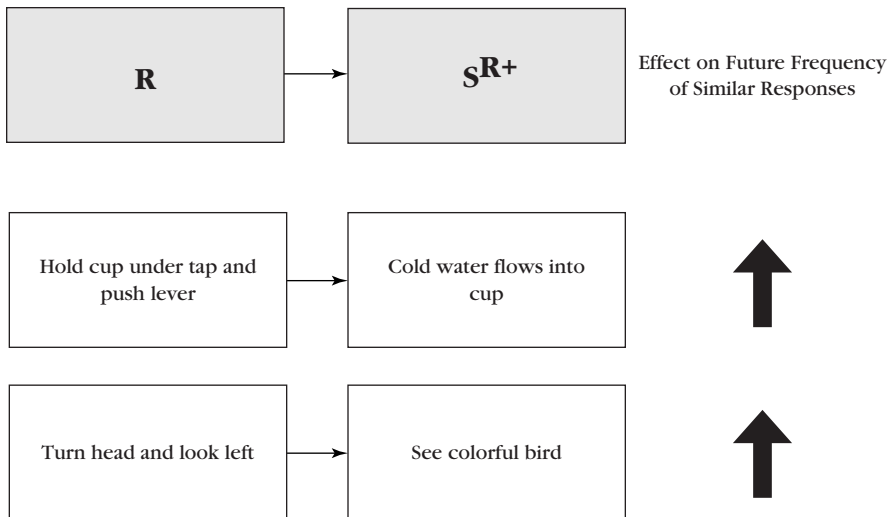 R
SR+
Effect on Future Frequency
of Similar Responses
Hold cup under tap and
push lever
Cold water flows into
cup
Turn head and look left
See colorful bird